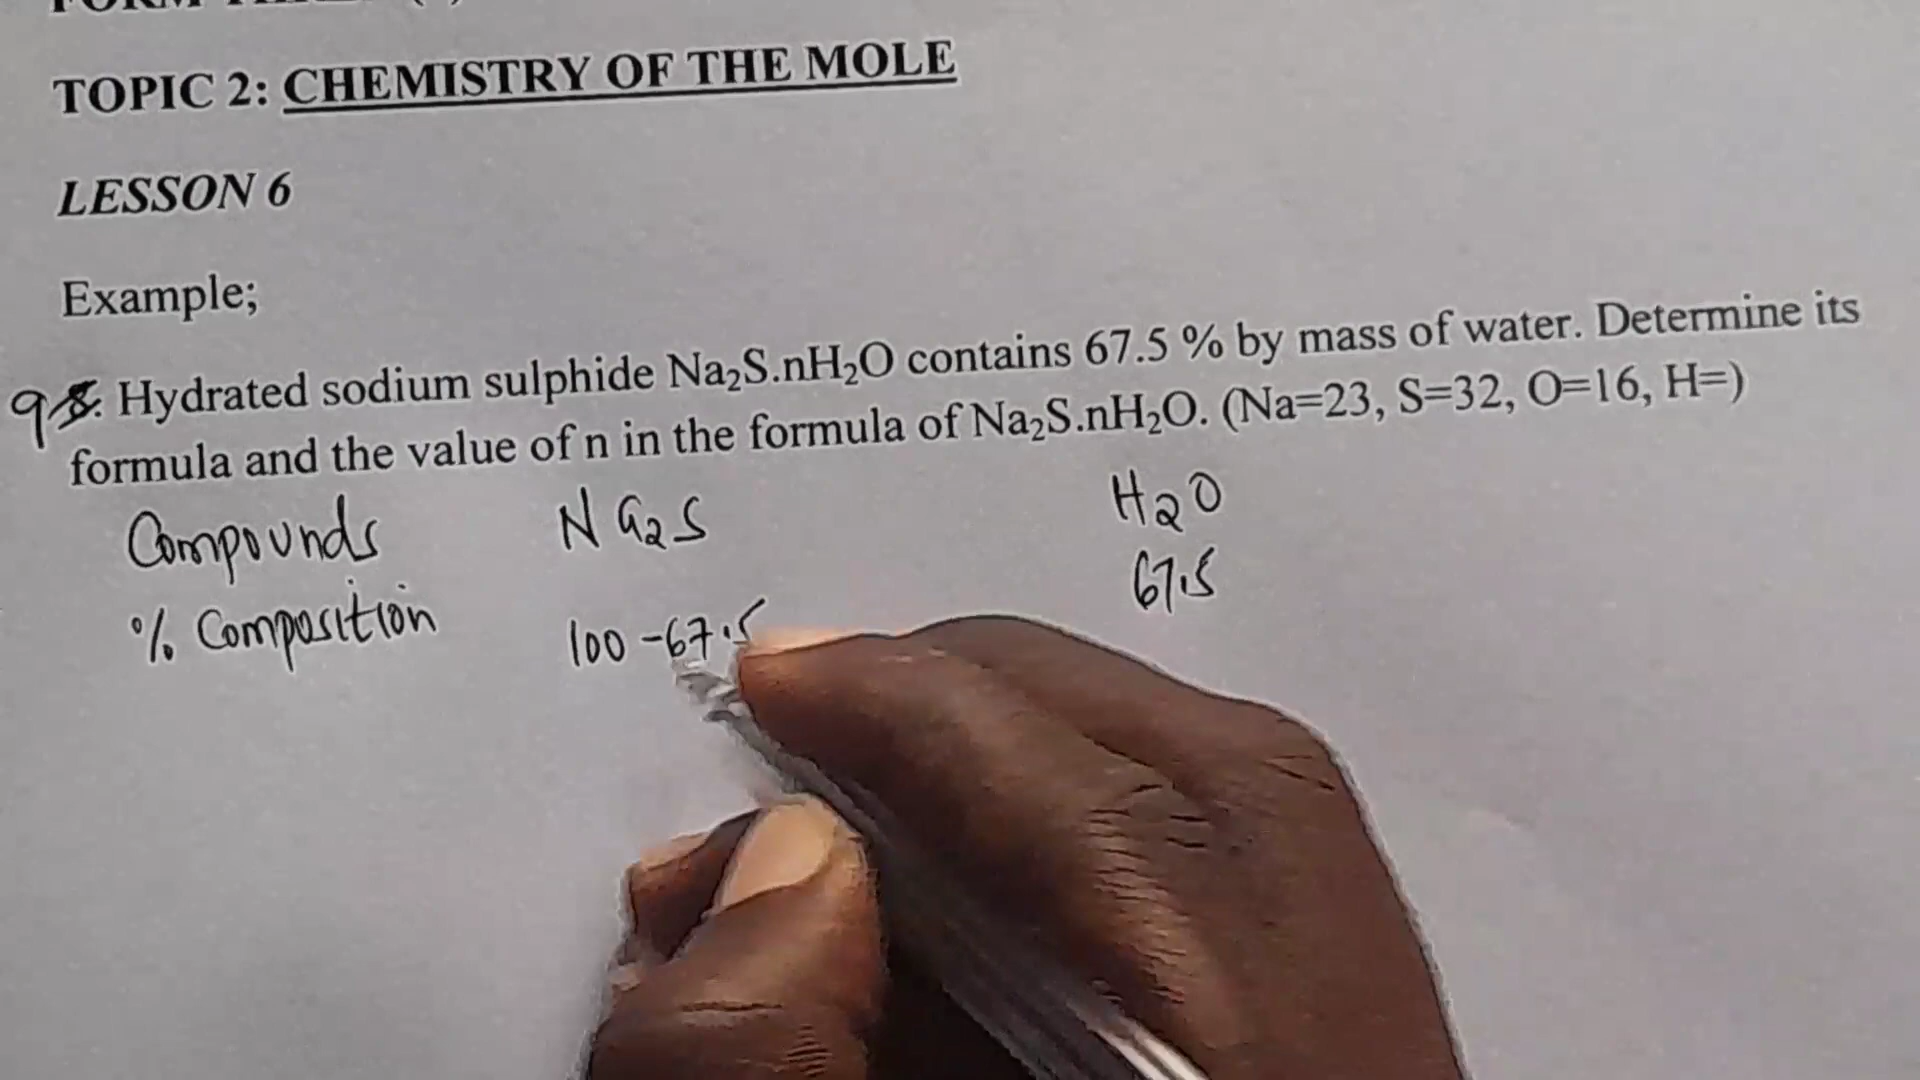 TOPIC 2: CHEMISTRY OF THE MOLE
LESSON 6
Example;
98. Hydrated sodium sulphide Na₂S.nH₂O contains 67.5 % by mass of water. Determine its
formula and the value of n in the formula of Na₂S.nH₂O. (Na=23, S=32, O=16, H=)
Compounds Na₂S H₂O
% Composition 100 -67.5 67.5